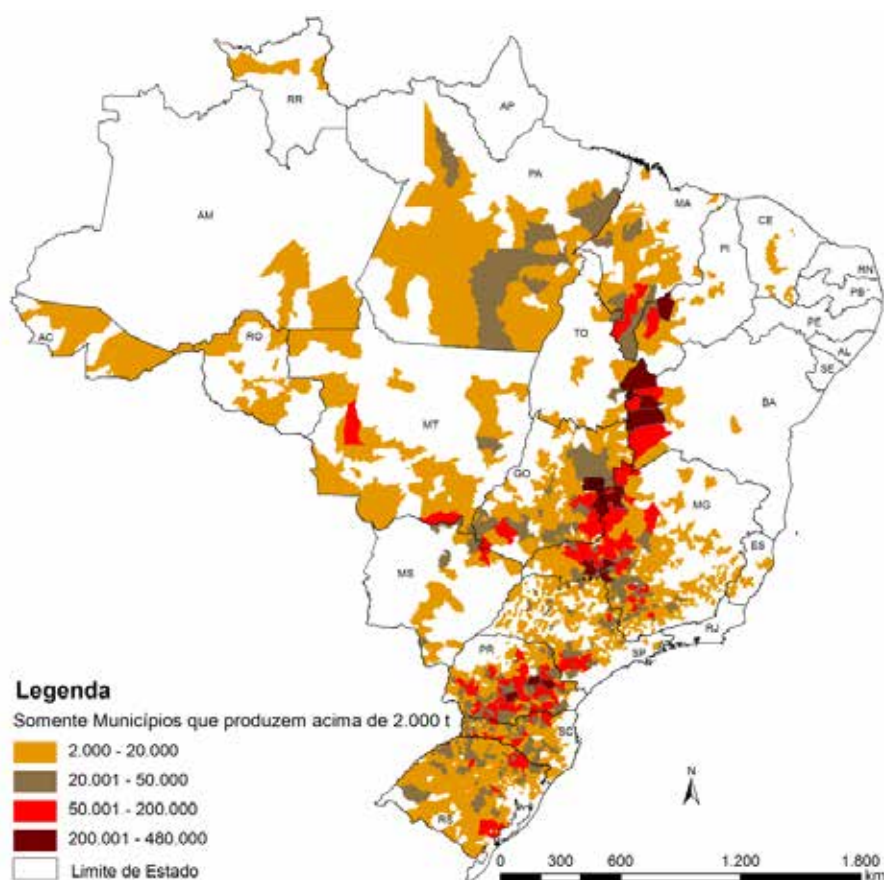 RR
AP
AM
PA
MA
CE
RN
PB
PI
PE
AL
SE
AC
RO
TO
BA
MT
GO
MG
ES
MS
RJ
SP
PR
SC
RS
Legenda
Somente Municípios que produzem acima de 2.000 t
2.000 - 20.000
20.001 - 50.000
50.001 - 200.000
200.001 - 480.000
Limite de Estado
N
0 300 600 1.200 1.800
km